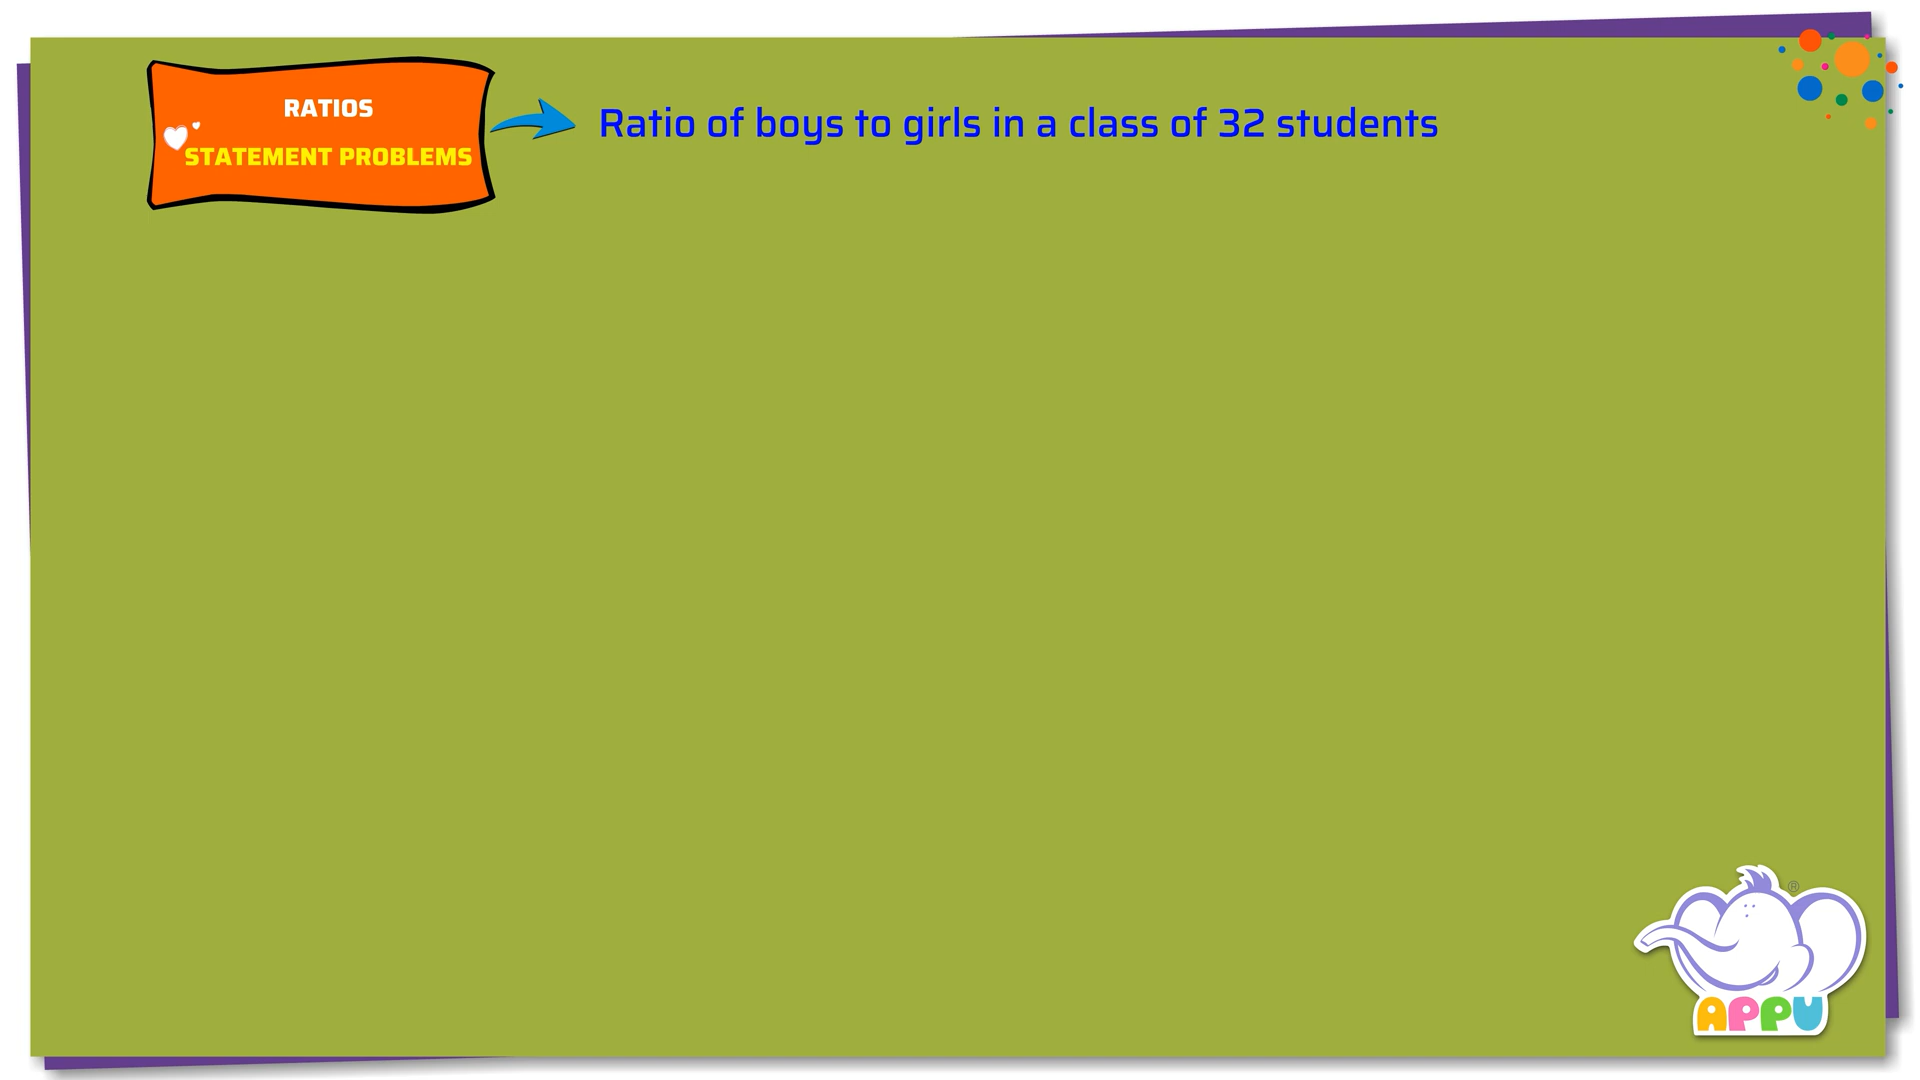 RATIOS
STATEMENT PROBLEMS
Ratio of boys to girls in a class of 32 students
®
APPU